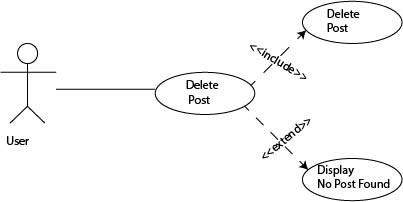 Delete
Post
<<include>>
Delete
Post
User
<<extend>>
Display
No Post Found